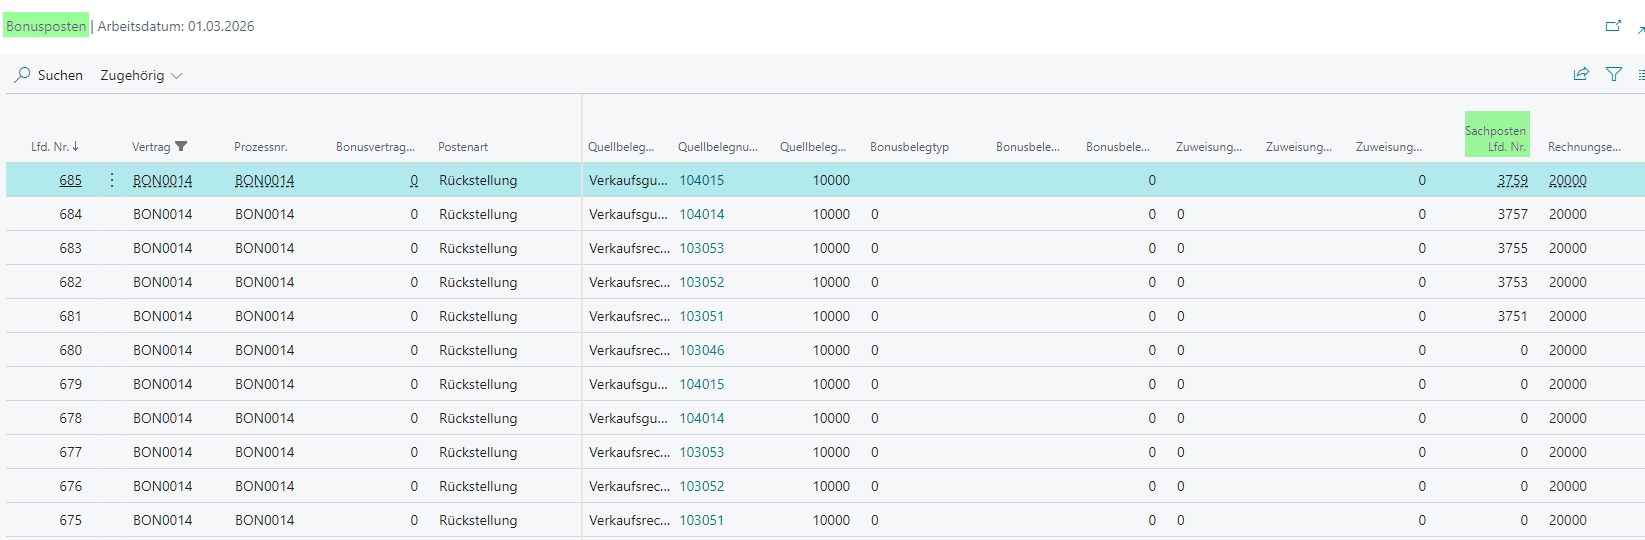 Bonusposten | Arbeitsdatum: 01.03.2026
Suchen Zugehörig
Lfd. Nr.↓ Vertrag Prozessnr. Bonusvertrag... Postenart Quellbeleg... Quellbelegnu... Quellbeleg... Bonusbelegtyp Bonusbele... Bonusbele... Zuweisung... Zuweisung... Zuweisung... Sachposten Lfd. Nr. Rechnungse...
685 BON0014 BON0014 0 Rückstellung Verkaufsgu... 104015 10000 0 0 3759 20000
684 BON0014 BON0014 0 Rückstellung Verkaufsgu... 104014 10000 0 0 0 0 3757 20000
683 BON0014 BON0014 0 Rückstellung Verkaufsrec... 103053 10000 0 0 0 0 3755 20000
682 BON0014 BON0014 0 Rückstellung Verkaufsrec... 103052 10000 0 0 0 0 3753 20000
681 BON0014 BON0014 0 Rückstellung Verkaufsrec... 103051 10000 0 0 0 0 3751 20000
680 BON0014 BON0014 0 Rückstellung Verkaufsrec... 103046 10000 0 0 0 0 0 20000
679 BON0014 BON0014 0 Rückstellung Verkaufsgu... 104015 10000 0 0 0 0 0 20000
678 BON0014 BON0014 0 Rückstellung Verkaufsgu... 104014 10000 0 0 0 0 0 20000
677 BON0014 BON0014 0 Rückstellung Verkaufsrec... 103053 10000 0 0 0 0 0 20000
676 BON0014 BON0014 0 Rückstellung Verkaufsrec... 103052 10000 0 0 0 0 0 20000
675 BON0014 BON0014 0 Rückstellung Verkaufsrec... 103051 10000 0 0 0 0 0 20000